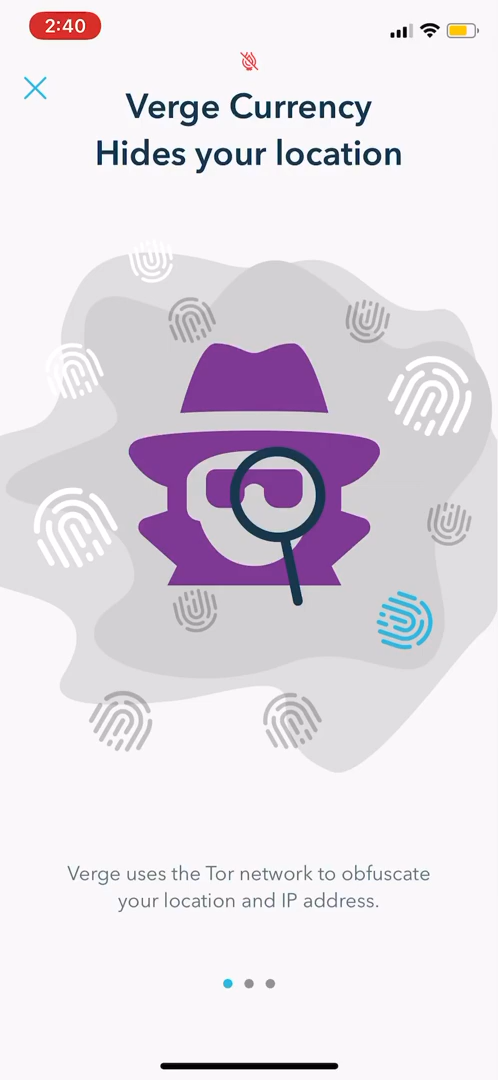 2:40
Verge Currency
Hides your location
Verge uses the Tor network to obfuscate
your location and IP address.